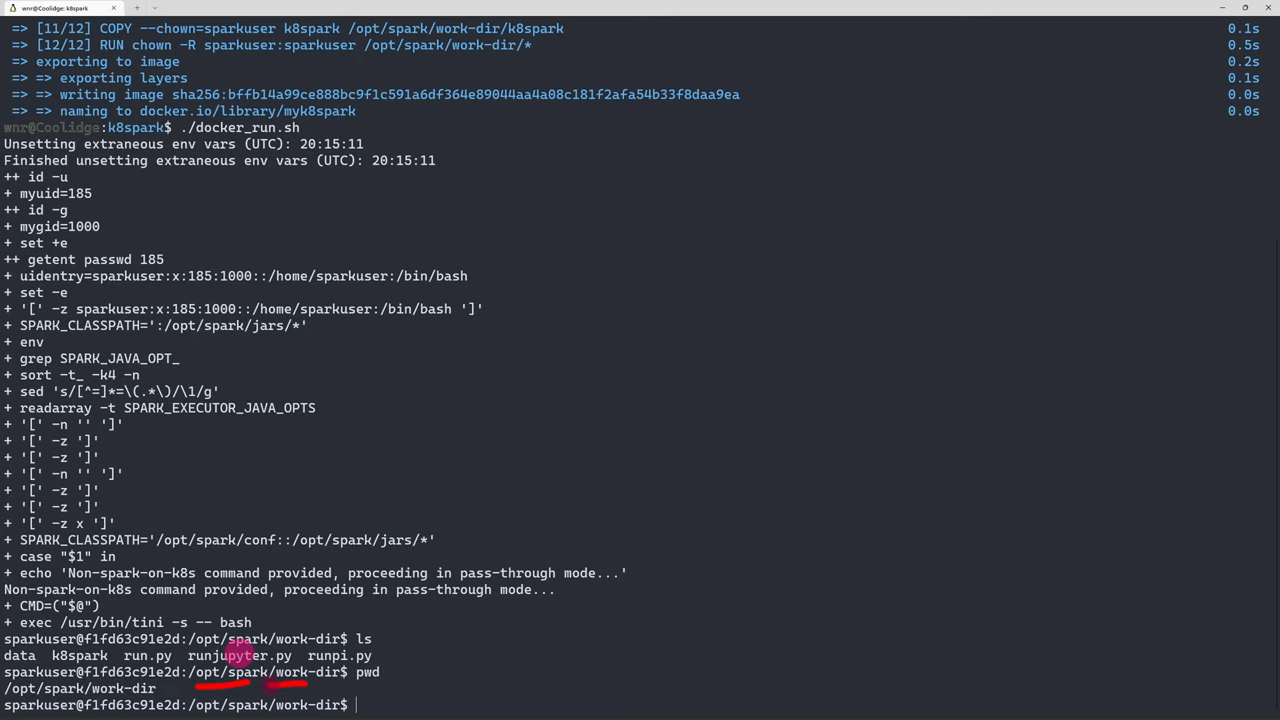 wnr@Coolidge: k8spark
=> [11/12] COPY --chown=sparkuser k8spark /opt/spark/work-dir/k8spark 0.1s
=> [12/12] RUN chown -R sparkuser:sparkuser /opt/spark/work-dir/* 0.5s
=> exporting to image 0.2s
=> => exporting layers 0.1s
=> => writing image sha256:bffb14a99ce888bc9f1c591a6df364e89044aa4a08c181f2afa54b33f8daa9ea 0.0s
=> => naming to docker.io/library/myk8spark 0.0s
wnr@Coolidge:k8spark$ ./docker_run.sh
Unsetting extraneous env vars (UTC): 20:15:11
Finished unsetting extraneous env vars (UTC): 20:15:11
++ id -u
+ myuid=185
++ id -g
+ mygid=1000
+ set +e
++ getent passwd 185
+ uidentry=sparkuser:x:185:1000::/home/sparkuser:/bin/bash
+ set -e
+ '[' -z sparkuser:x:185:1000::/home/sparkuser:/bin/bash ']'
+ SPARK_CLASSPATH=':/opt/spark/jars/*'
+ env
+ grep SPARK_JAVA_OPT_
+ sort -t_ -k4 -n
+ sed 's/[^=]*=\(.*\)/\1/g'
+ readarray -t SPARK_EXECUTOR_JAVA_OPTS
+ '[' -n '' ']'
+ '[' -z ']'
+ '[' -z ']'
+ '[' -n '' ']'
+ '[' -z ']'
+ '[' -z ']'
+ '[' -z x ']'
+ SPARK_CLASSPATH='/opt/spark/conf::/opt/spark/jars/*'
+ case "$1" in
+ echo 'Non-spark-on-k8s command provided, proceeding in pass-through mode...'
Non-spark-on-k8s command provided, proceeding in pass-through mode...
+ CMD=("$@")
+ exec /usr/bin/tini -s -- bash
sparkuser@f1fd63c91e2d:/opt/spark/work-dir$ ls
data k8spark run.py runjupyter.py runpi.py
sparkuser@f1fd63c91e2d:/opt/spark/work-dir$ pwd
/opt/spark/work-dir
sparkuser@f1fd63c91e2d:/opt/spark/work-dir$